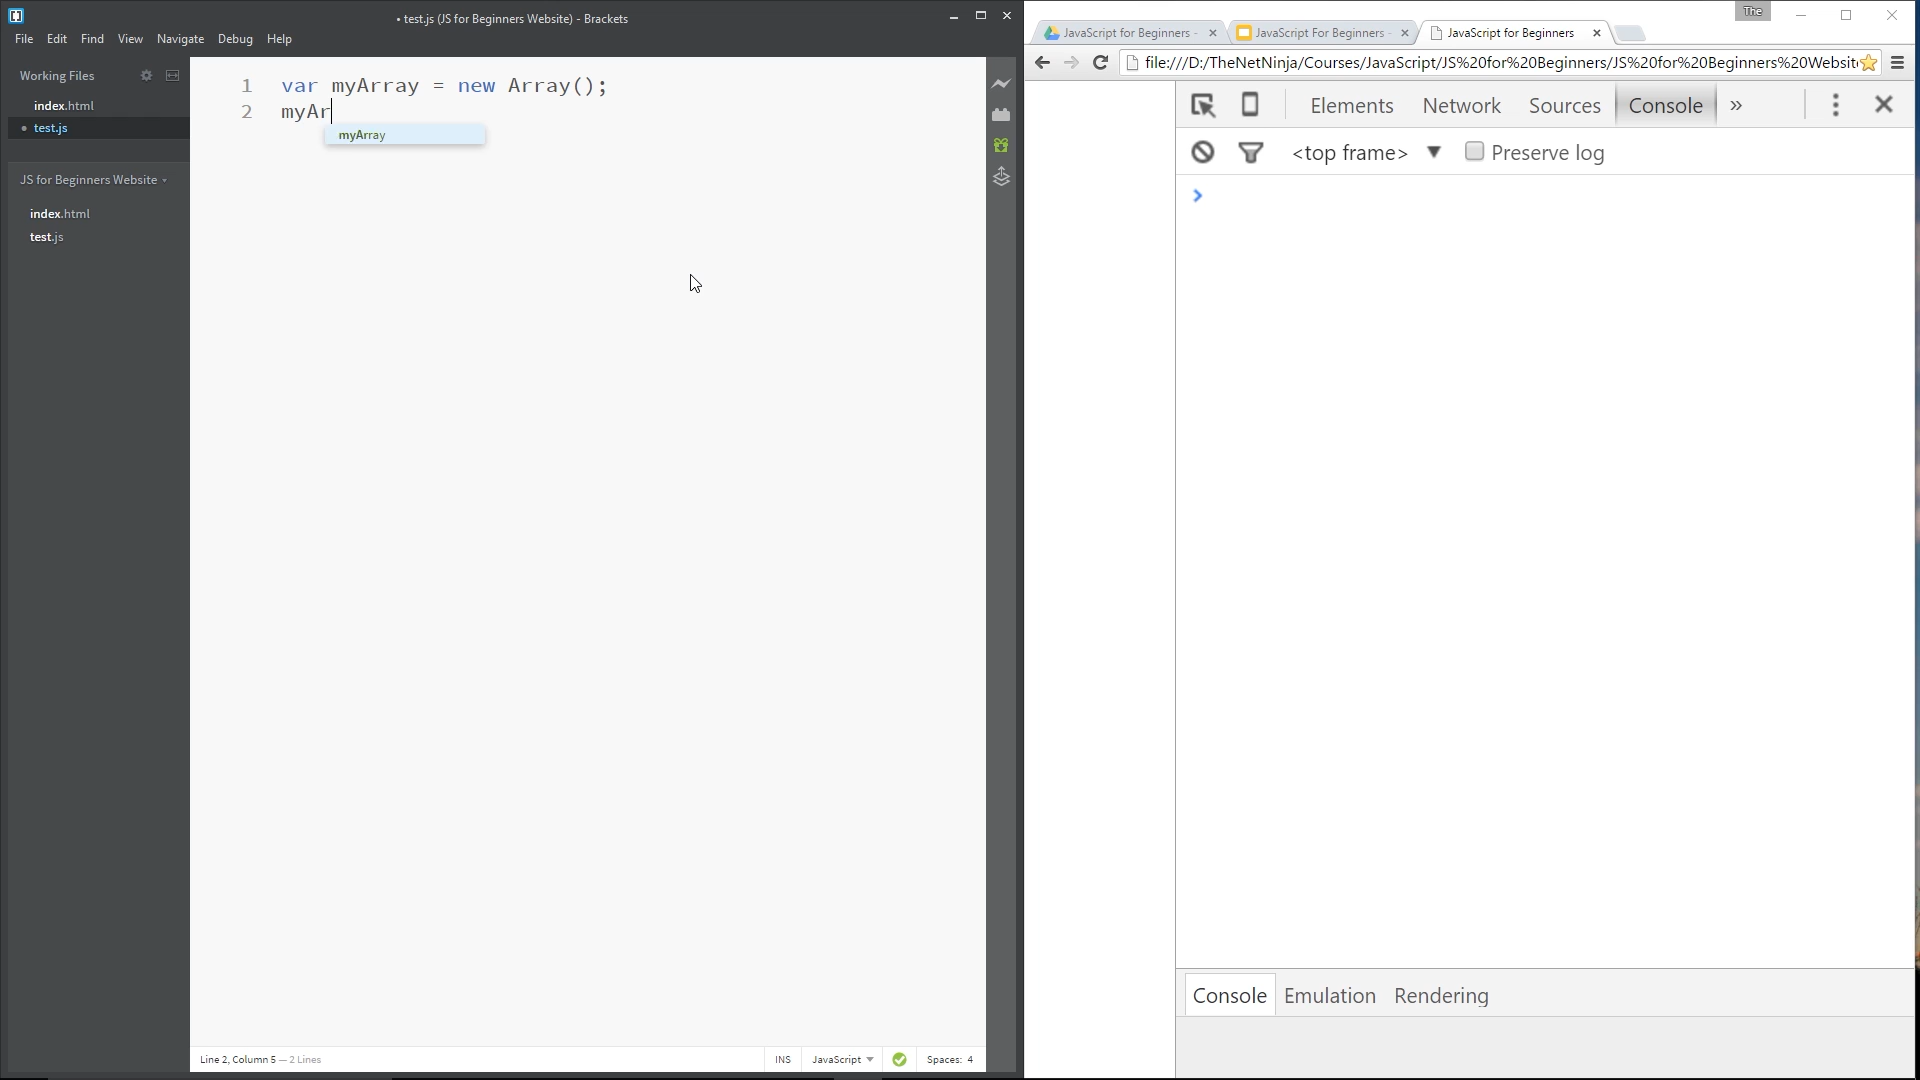 • test.js (JS for Beginners Website) - Brackets
File Edit Find View Navigate Debug Help
Working Files
index.html
• test.js
JS for Beginners Website
index.html
test.js
1 var myArray = new Array();
2 myAr
myArray
Line 2, Column 5 — 2 Lines
INS JavaScript Spaces: 4
The
JavaScript for Beginners - JavaScript For Beginners - JavaScript for Beginners
file:///D:/TheNetNinja/Courses/JavaScript/JS%20for%20Beginners/JS%20for%20Beginners%20Websit
Elements Network Sources Console »
<top frame> ▼ Preserve log
Console Emulation Rendering